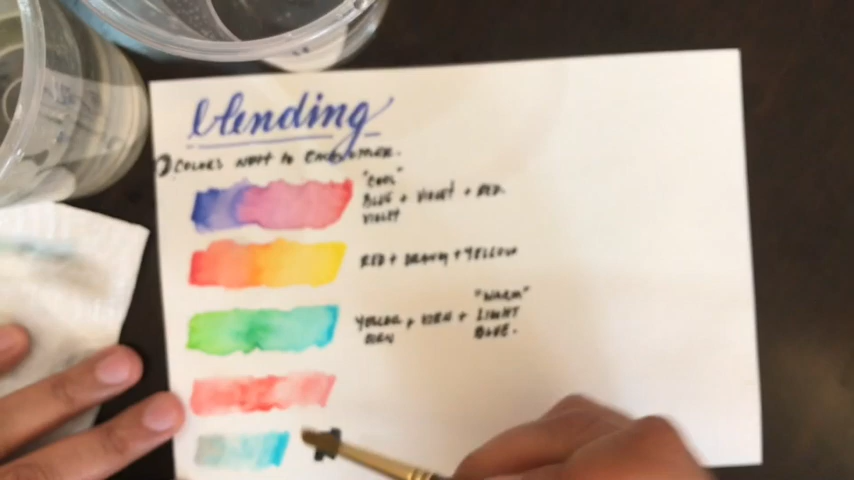 blending
① COLORS NEXT to EACH OTHER.
"COOL"
BLUE + VIOLET + RED
VIOLET
RED + ORANGE + YELLOW
"WARM"
YELLOW + GREEN + LIGHT
GREEN BLUE.